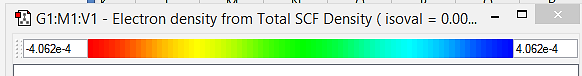 G1:M1:V1 - Electron density from Total SCF Density ( isoval = 0.00...
-4.062e-4 4.062e-4